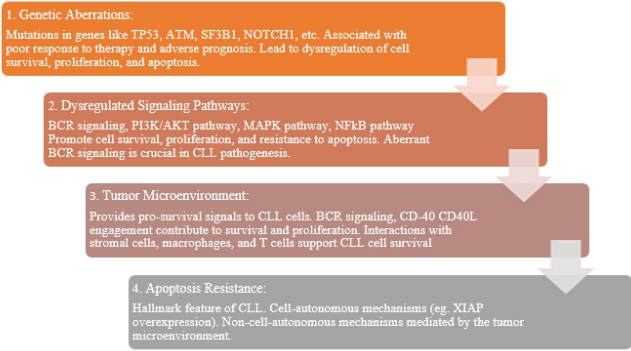 1. Genetic Aberrations:
Mutations in genes like TP53, ATM, SF3B1, NOTCH1, etc. Associated with
poor response to therapy and adverse prognosis. Lead to dysregulation of cell
survival, proliferation, and apoptosis.
2. Dysregulated Signaling Pathways:
BCR signaling, PI3K/AKT pathway, MAPK pathway, NFkB pathway
Promote cell survival, proliferation, and resistance to apoptosis. Aberrant
BCR signaling is crucial in CLL pathogenesis.
3. Tumor Microenvironment:
Provides pro-survival signals to CLL cells. BCR signaling, CD-40 CD40L
engagement contribute to survival and proliferation. Interactions with
stromal cells, macrophages, and T cells support CLL cell survival
4. Apoptosis Resistance:
Hallmark feature of CLL. Cell-autonomous mechanisms (eg. XIAP
overexpression). Non-cell-autonomous mechanisms mediated by the tumor
microenvironment.